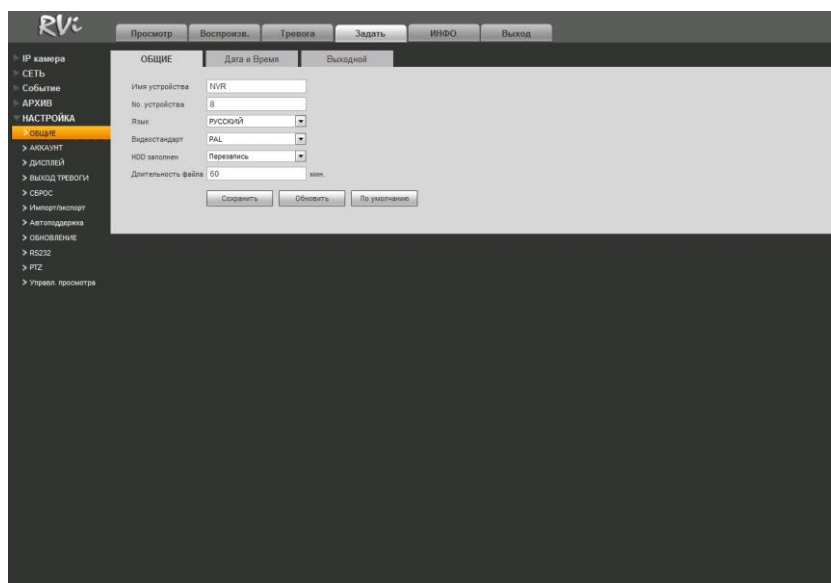 RVi
Просмотр Воспроизв. Тревога Задать ИНФО Выход
IP камера
СЕТЬ
Событие
АРХИВ
НАСТРОЙКА
> ОБЩИЕ
> АККАУНТ
> ДИСПЛЕЙ
> ВЫХОД ТРЕВОГИ
> СБРОС
> Импорт/экспорт
> Автоподдержка
> ОБНОВЛЕНИЕ
> RS232
> PTZ
> Управл. просмотра
ОБЩИЕ Дата и Время Выходной
Имя устройства NVR
No. устройства 8
Язык РУССКИЙ
Видеостандарт PAL
HDD заполнен Перезапись
Длительность файла 60 мин.
Сохранить Обновить По умолчанию